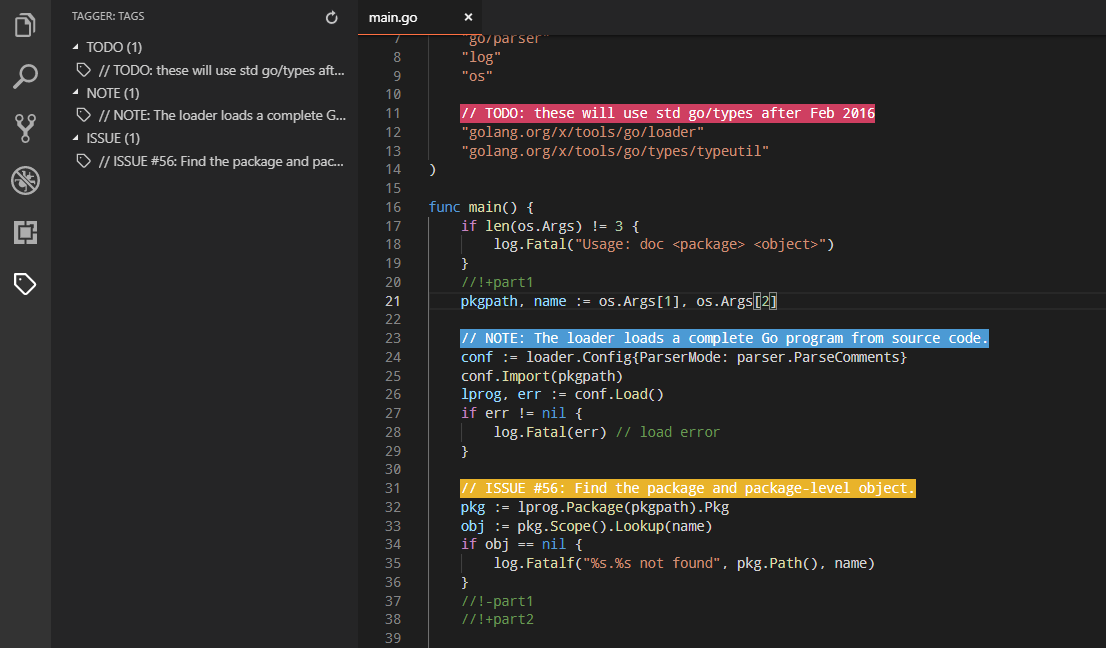 TAGGER: TAGS
TODO (1)
// TODO: these will use std go/types aft...
NOTE (1)
// NOTE: The loader loads a complete G...
ISSUE (1)
// ISSUE #56: Find the package and pac...
main.go ×
7 "go/parser"
8 "log"
9 "os"
10
11 // TODO: these will use std go/types after Feb 2016
12 "golang.org/x/tools/go/loader"
13 "golang.org/x/tools/go/types/typeutil"
14 )
15
16 func main() {
17 if len(os.Args) != 3 {
18 log.Fatal("Usage: doc <package> <object>")
19 }
20 //!+part1
21 pkgpath, name := os.Args[1], os.Args[2]
22
23 // NOTE: The loader loads a complete Go program from source code.
24 conf := loader.Config{ParserMode: parser.ParseComments}
25 conf.Import(pkgpath)
26 lprog, err := conf.Load()
27 if err != nil {
28 log.Fatal(err) // load error
29 }
30
31 // ISSUE #56: Find the package and package-level object.
32 pkg := lprog.Package(pkgpath).Pkg
33 obj := pkg.Scope().Lookup(name)
34 if obj == nil {
35 log.Fatalf("%s.%s not found", pkg.Path(), name)
36 }
37 //!-part1
38 //!+part2
39